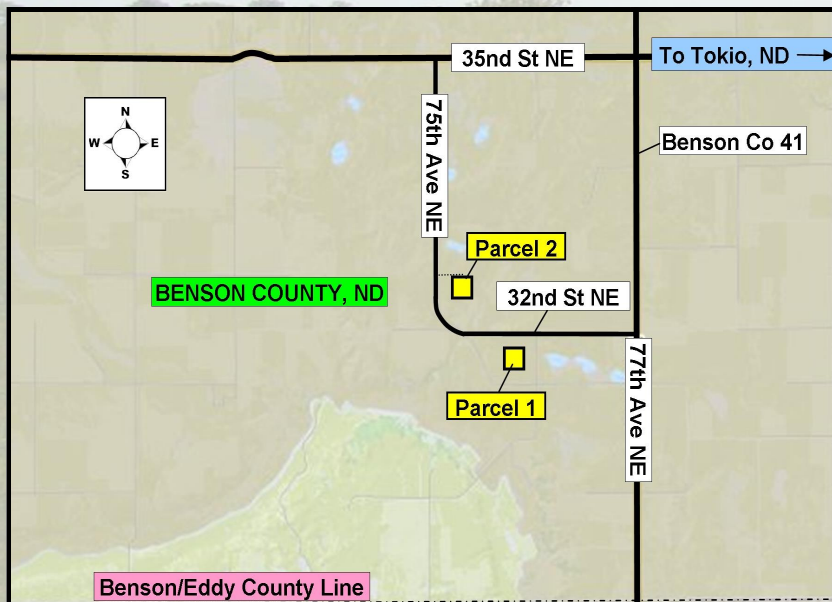 35nd St NE
To Tokio, ND
N
W E
S
75th Ave NE
Benson Co 41
Parcel 2
BENSON COUNTY, ND
32nd St NE
77th Ave NE
Parcel 1
Benson/Eddy County Line